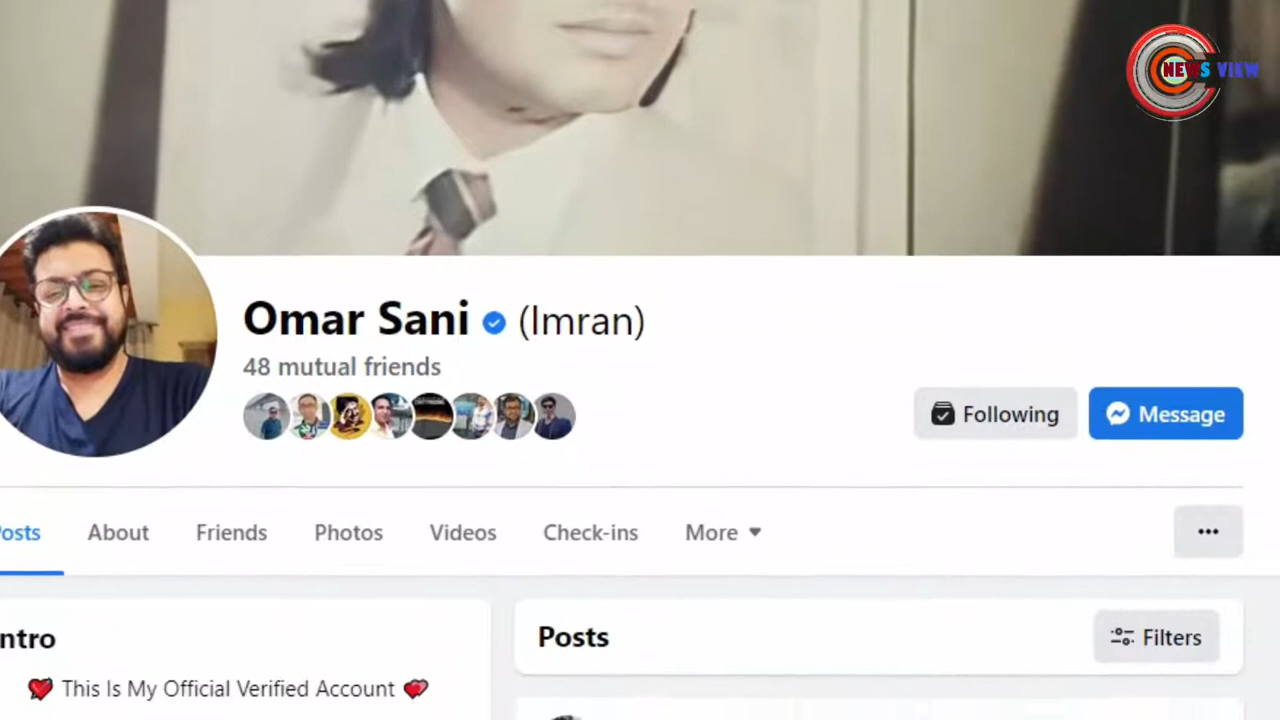 NEWS VIEW
Omar Sani (Imran)
48 mutual friends
Following
Message
Posts
About
Friends
Photos
Videos
Check-ins
More
ntro
Posts
Filters
This Is My Official Verified Account